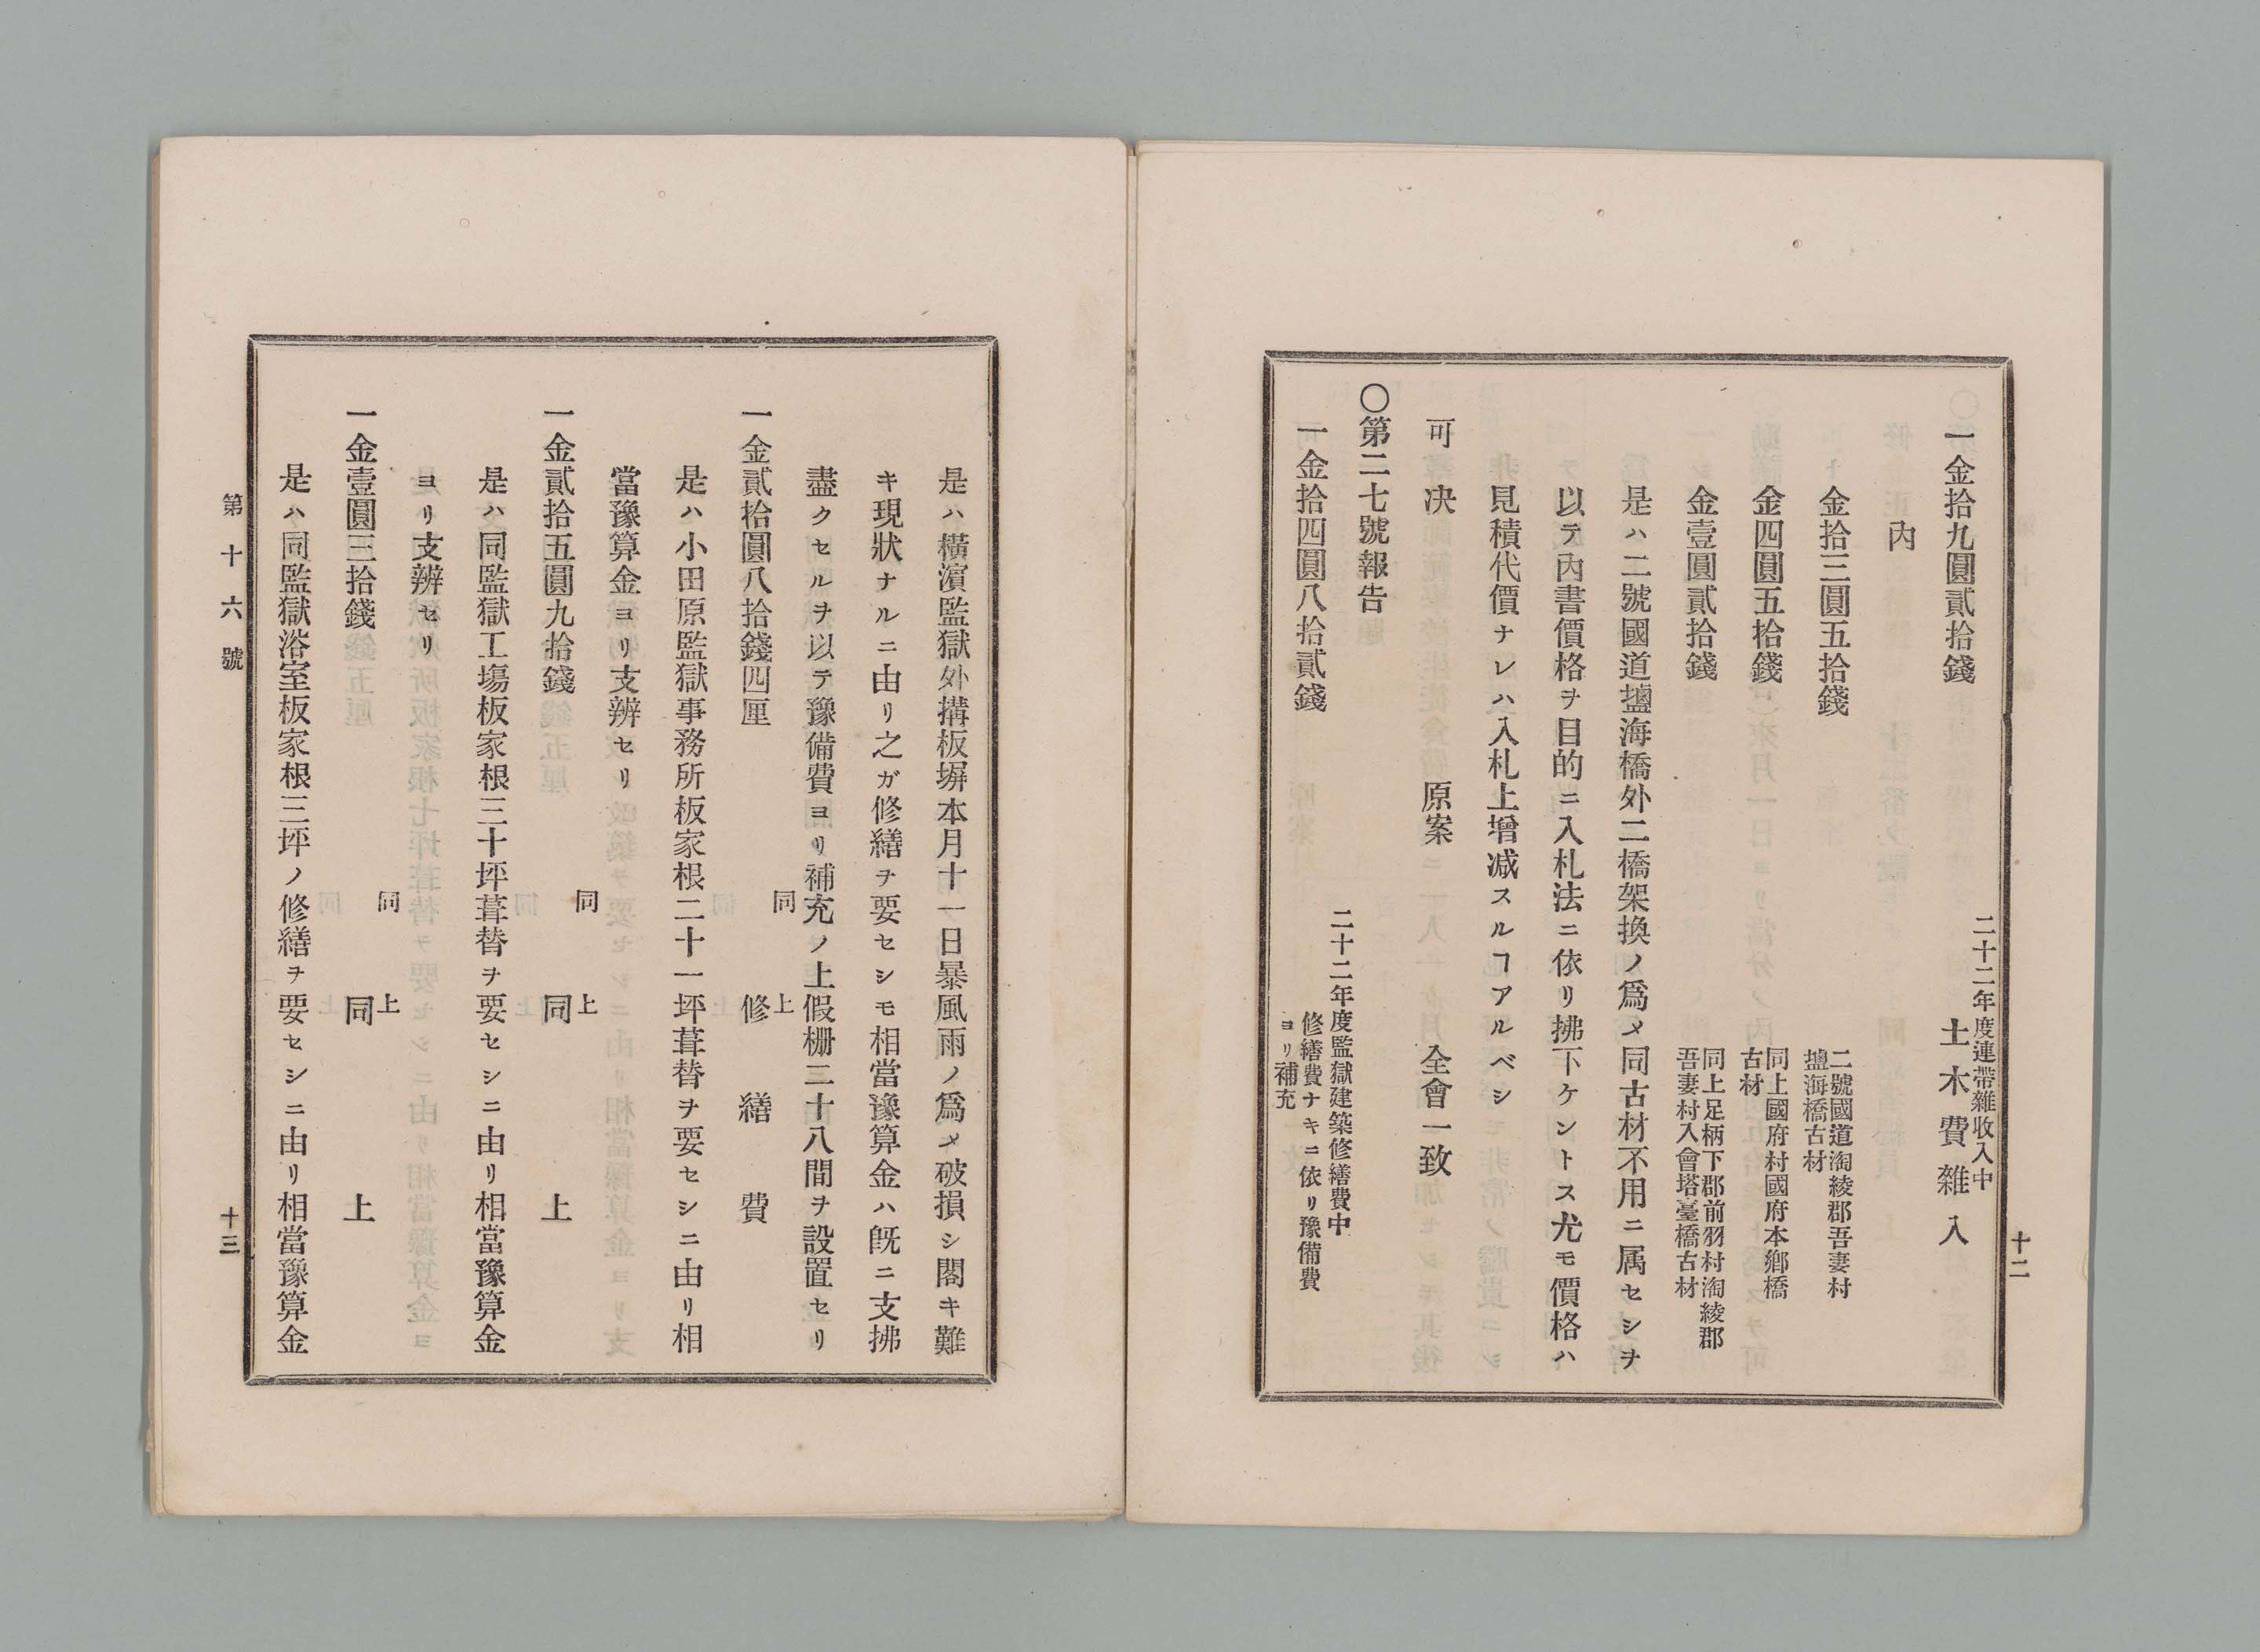 十二
二十二年度連帶雜收入中
一金拾九圓貳拾錢
土木費雜入
內
金拾三圓五拾錢
二號國道淘綾郡吾妻村
鹽海橋古材
金四圓五拾錢
同上國府村國府本鄕橋
古材
金壹圓貳拾錢
同上足柄下郡前羽村淘綾郡
吾妻村入會塔臺橋古材
是ハ二號國道鹽海橋外二橋架換ノ爲メ同古材不用ニ属セシヲ
以テ內書價格ヲ目的ニ入札法ニ依リ拂下ケントス尤モ價格ハ
見積代價ナレハ入札上增减スルヿアルベシ
可决
原案
全會一致
〇第二七號報告
二十二年度監獄建築修繕費中
一金拾四圓八拾貳錢
修繕費ナキニ依リ豫備費
ヨリ補充
是ハ橫濱監獄外搆板塀本月十一日暴風雨ノ爲メ破損シ閣キ難
キ現狀ナルニ由リ之ガ修繕ヲ要セシモ相當豫算金ハ旣ニ支拂
盡クセルヲ以テ豫備費ヨリ補充ノ上假柵二十八間ヲ設置セリ
同上
一金貳拾圓八拾錢四厘
修繕費
是ハ小田原監獄事務所板家根二十一坪葺替ヲ要セシニ由リ相
當豫算金ヨリ支辨セリ
同上
一金貳拾五圓九拾錢
同上
是ハ同監獄工塲板家根三十坪葺替ヲ要セシニ由リ相當豫算金
ヨリ支辨セリ
同上
一金壹圓三拾錢
同上
是ハ同監獄浴室板家根三坪ノ修繕ヲ要セシニ由リ相當豫算金
第十六號
十三